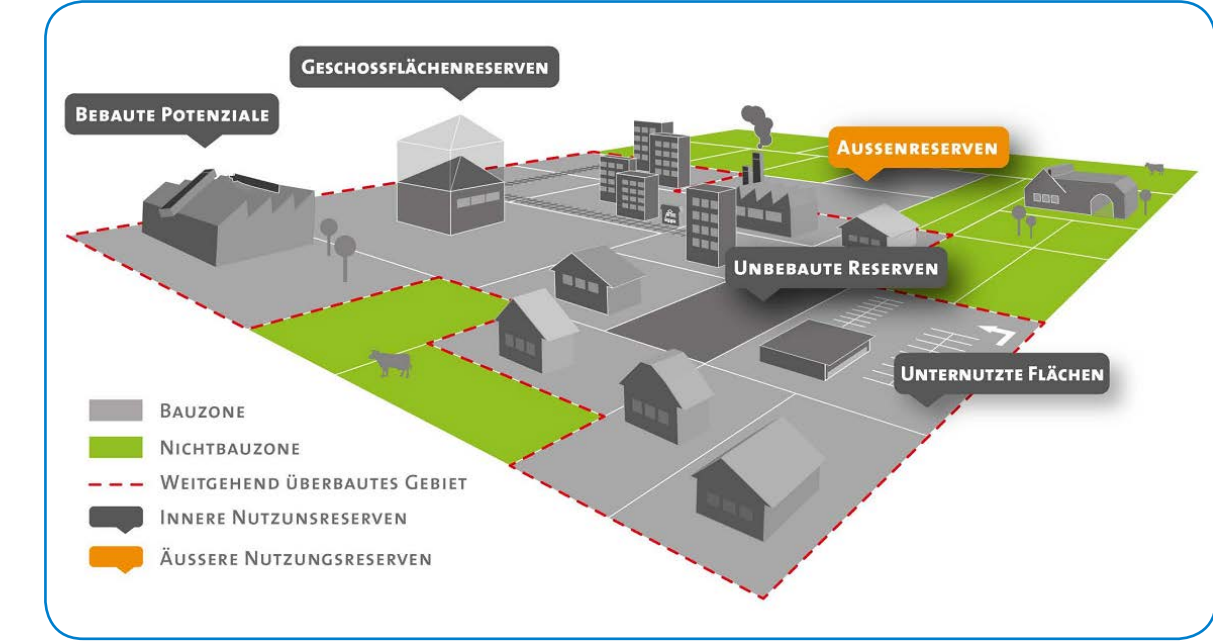 GESCHOSSFLÄCHENRESERVEN
BEBAUTE POTENZIALE
AUSSENRESERVEN
UNBEBAUTE RESERVEN
UNTERNUTZTE FLÄCHEN
BAUZONE
NICHTBAUZONE
WEITGEHEND ÜBERBAUTES GEBIET
INNERE NUTZUNSRESERVEN
ÄUSSERE NUTZUNGSRESERVEN